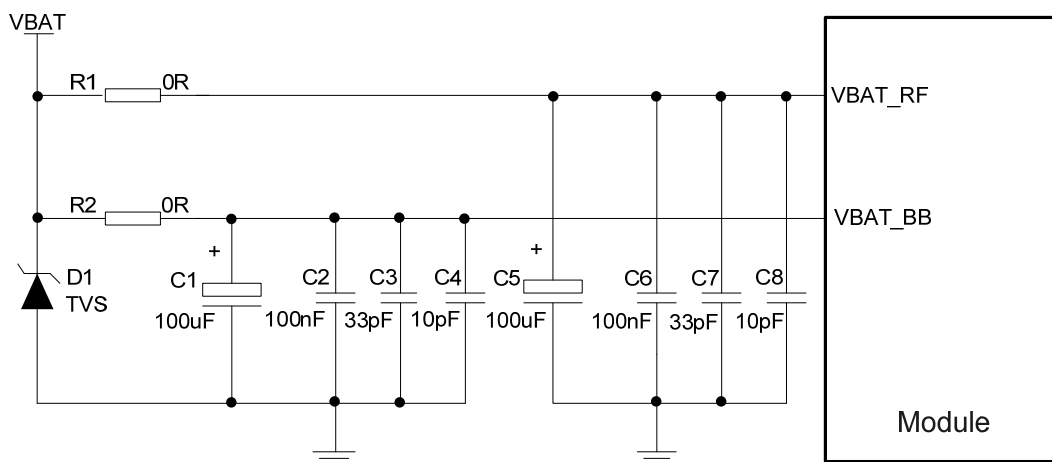 VBAT
R1 0R
VBAT_RF
R2 0R
VBAT_BB
+ +
D1 C1 C2 C3 C4 C5 C6 C7 C8
TVS
100uF 100nF 33pF 10pF 100uF 100nF 33pF 10pF
Module